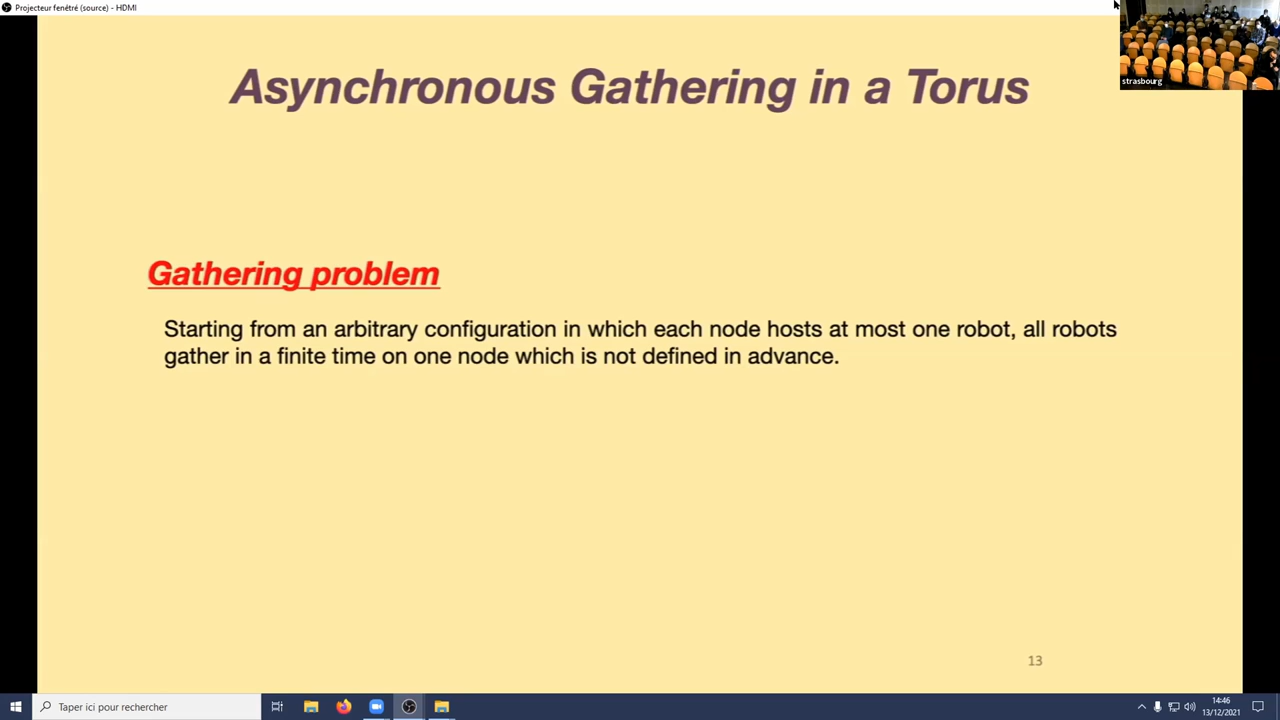 Projecteur fenêtré (source) - HDMI
strasbourg
Asynchronous Gathering in a Torus
Gathering problem
Starting from an arbitrary configuration in which each node hosts at most one robot, all robots
gather in a finite time on one node which is not defined in advance.
13
Taper ici pour rechercher
14:46
13/12/2021